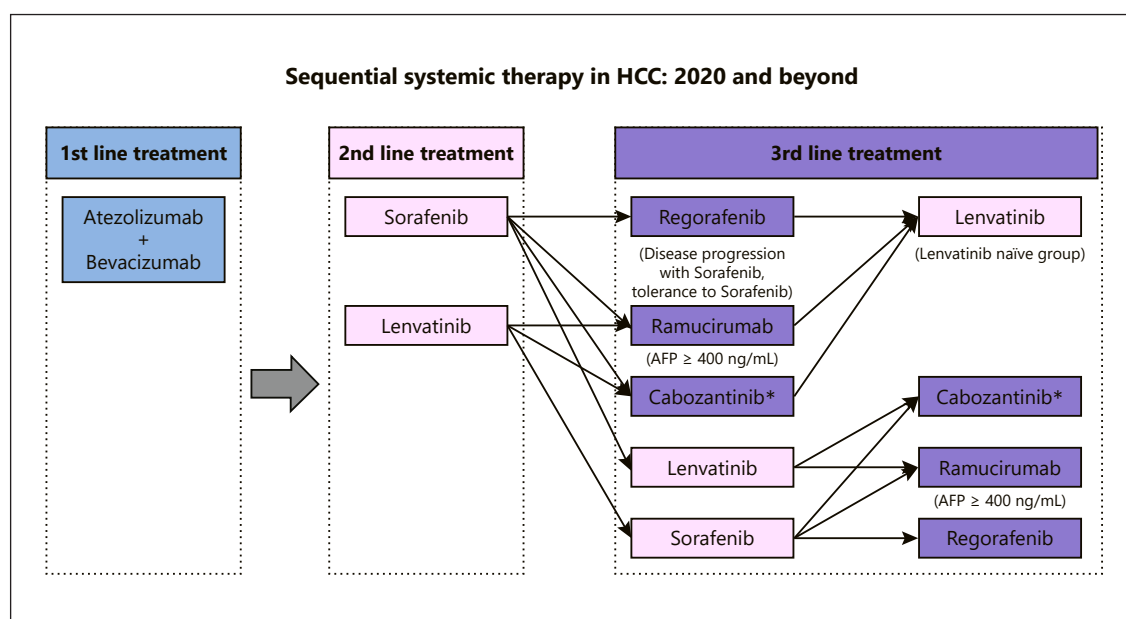 Sequential systemic therapy in HCC: 2020 and beyond
1st line treatment
Atezolizumab
+
Bevacizumab
2nd line treatment
Sorafenib
Lenvatinib
3rd line treatment
Regorafenib
(Disease progression
with Sorafenib,
tolerance to Sorafenib)
Ramucirumab
(AFP ≥ 400 ng/mL)
Cabozantinib*
Lenvatinib
Sorafenib
Lenvatinib
(Lenvatinib naïve group)
Cabozantinib*
Ramucirumab
(AFP ≥ 400 ng/mL)
Regorafenib